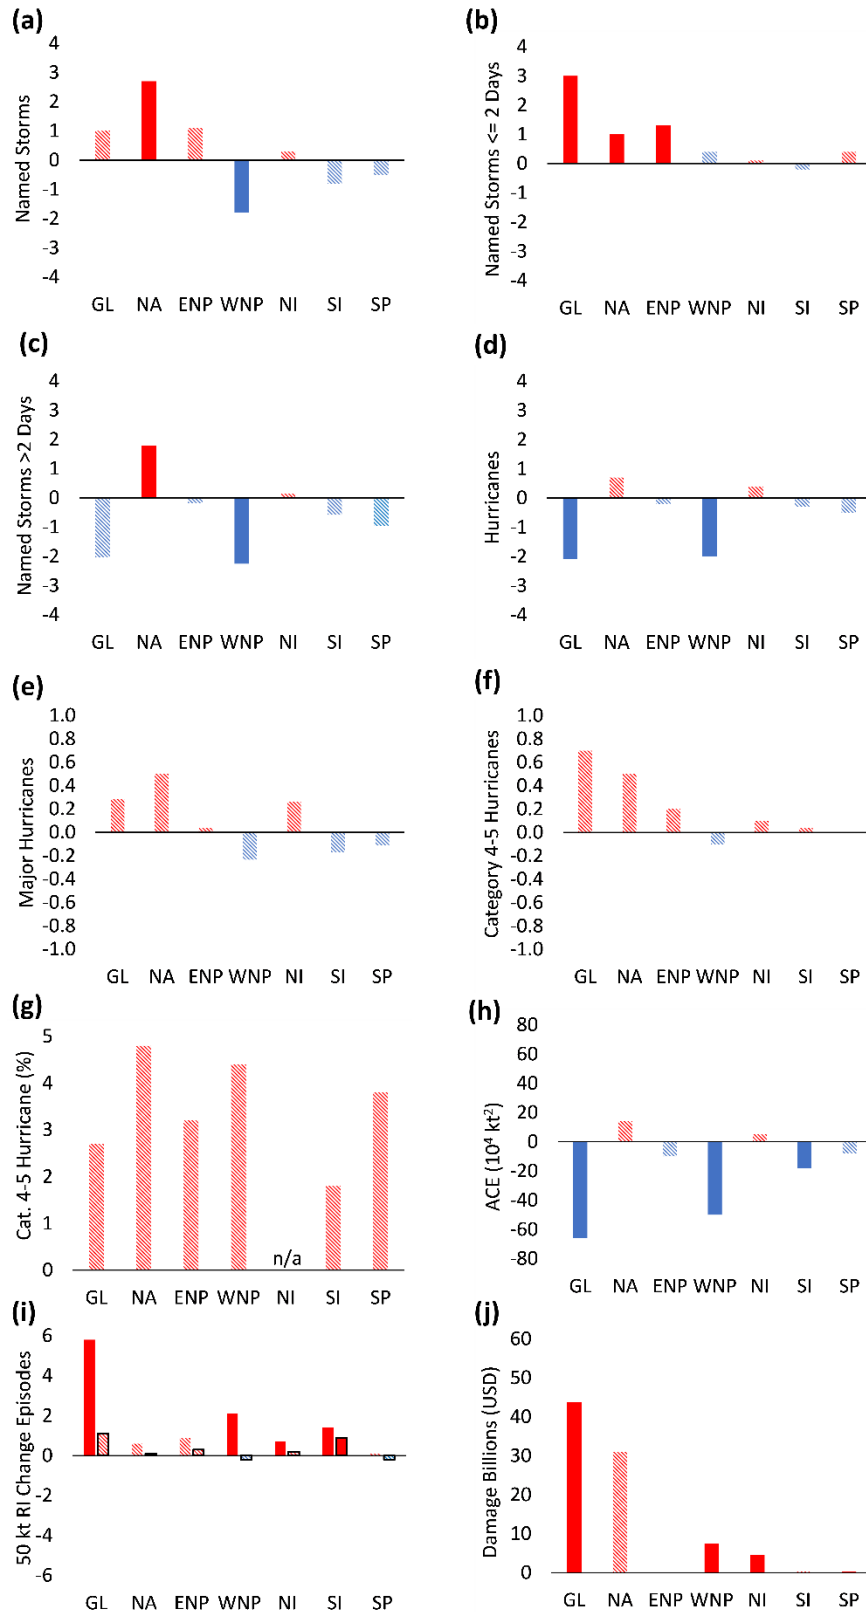 (a)
Named Storms
4
3
2
1
0
-1
-2
-3
-4
GL NA ENP WNP NI SI SP
(b)
Named Storms <= 2 Days
4
3
2
1
0
-1
-2
-3
-4
GL NA ENP WNP NI SI SP
(c)
Named Storms >2 Days
4
3
2
1
0
-1
-2
-3
-4
GL NA ENP WNP NI SI SP
(d)
Hurricanes
4
3
2
1
0
-1
-2
-3
-4
GL NA ENP WNP NI SI SP
(e)
Major Hurricanes
1.0
0.8
0.6
0.4
0.2
0.0
-0.2
-0.4
-0.6
-0.8
-1.0
GL NA ENP WNP NI SI SP
(f)
Category 4-5 Hurricanes
1.0
0.8
0.6
0.4
0.2
0.0
-0.2
-0.4
-0.6
-0.8
-1.0
GL NA ENP WNP NI SI SP
(g)
Cat. 4-5 Hurricane (%)
5
4
3
2
1
0
n/a
GL NA ENP WNP NI SI SP
(h)
ACE (10⁴ kt²)
80
60
40
20
0
-20
-40
-60
-80
GL NA ENP WNP NI SI SP
(i)
50 kt RI Change Episodes
6
4
2
0
-2
-4
-6
GL NA ENP WNP NI SI SP
(j)
Damage Billions (USD)
60
50
40
30
20
10
0
GL NA ENP WNP NI SI SP